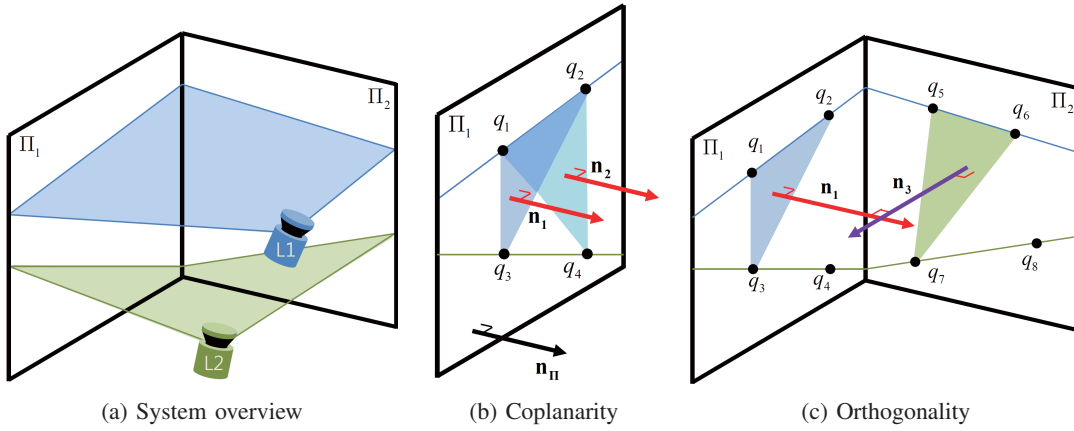 Π₁
Π₂
L1
L2
(a) System overview
Π₁
q₁
q₂
n₂
n₁
q₃
q₄
n_Π
(b) Coplanarity
Π₁
Π₂
q₁
q₂
q₅
q₆
n₁
n₃
q₃
q₄
q₇
q₈
(c) Orthogonality